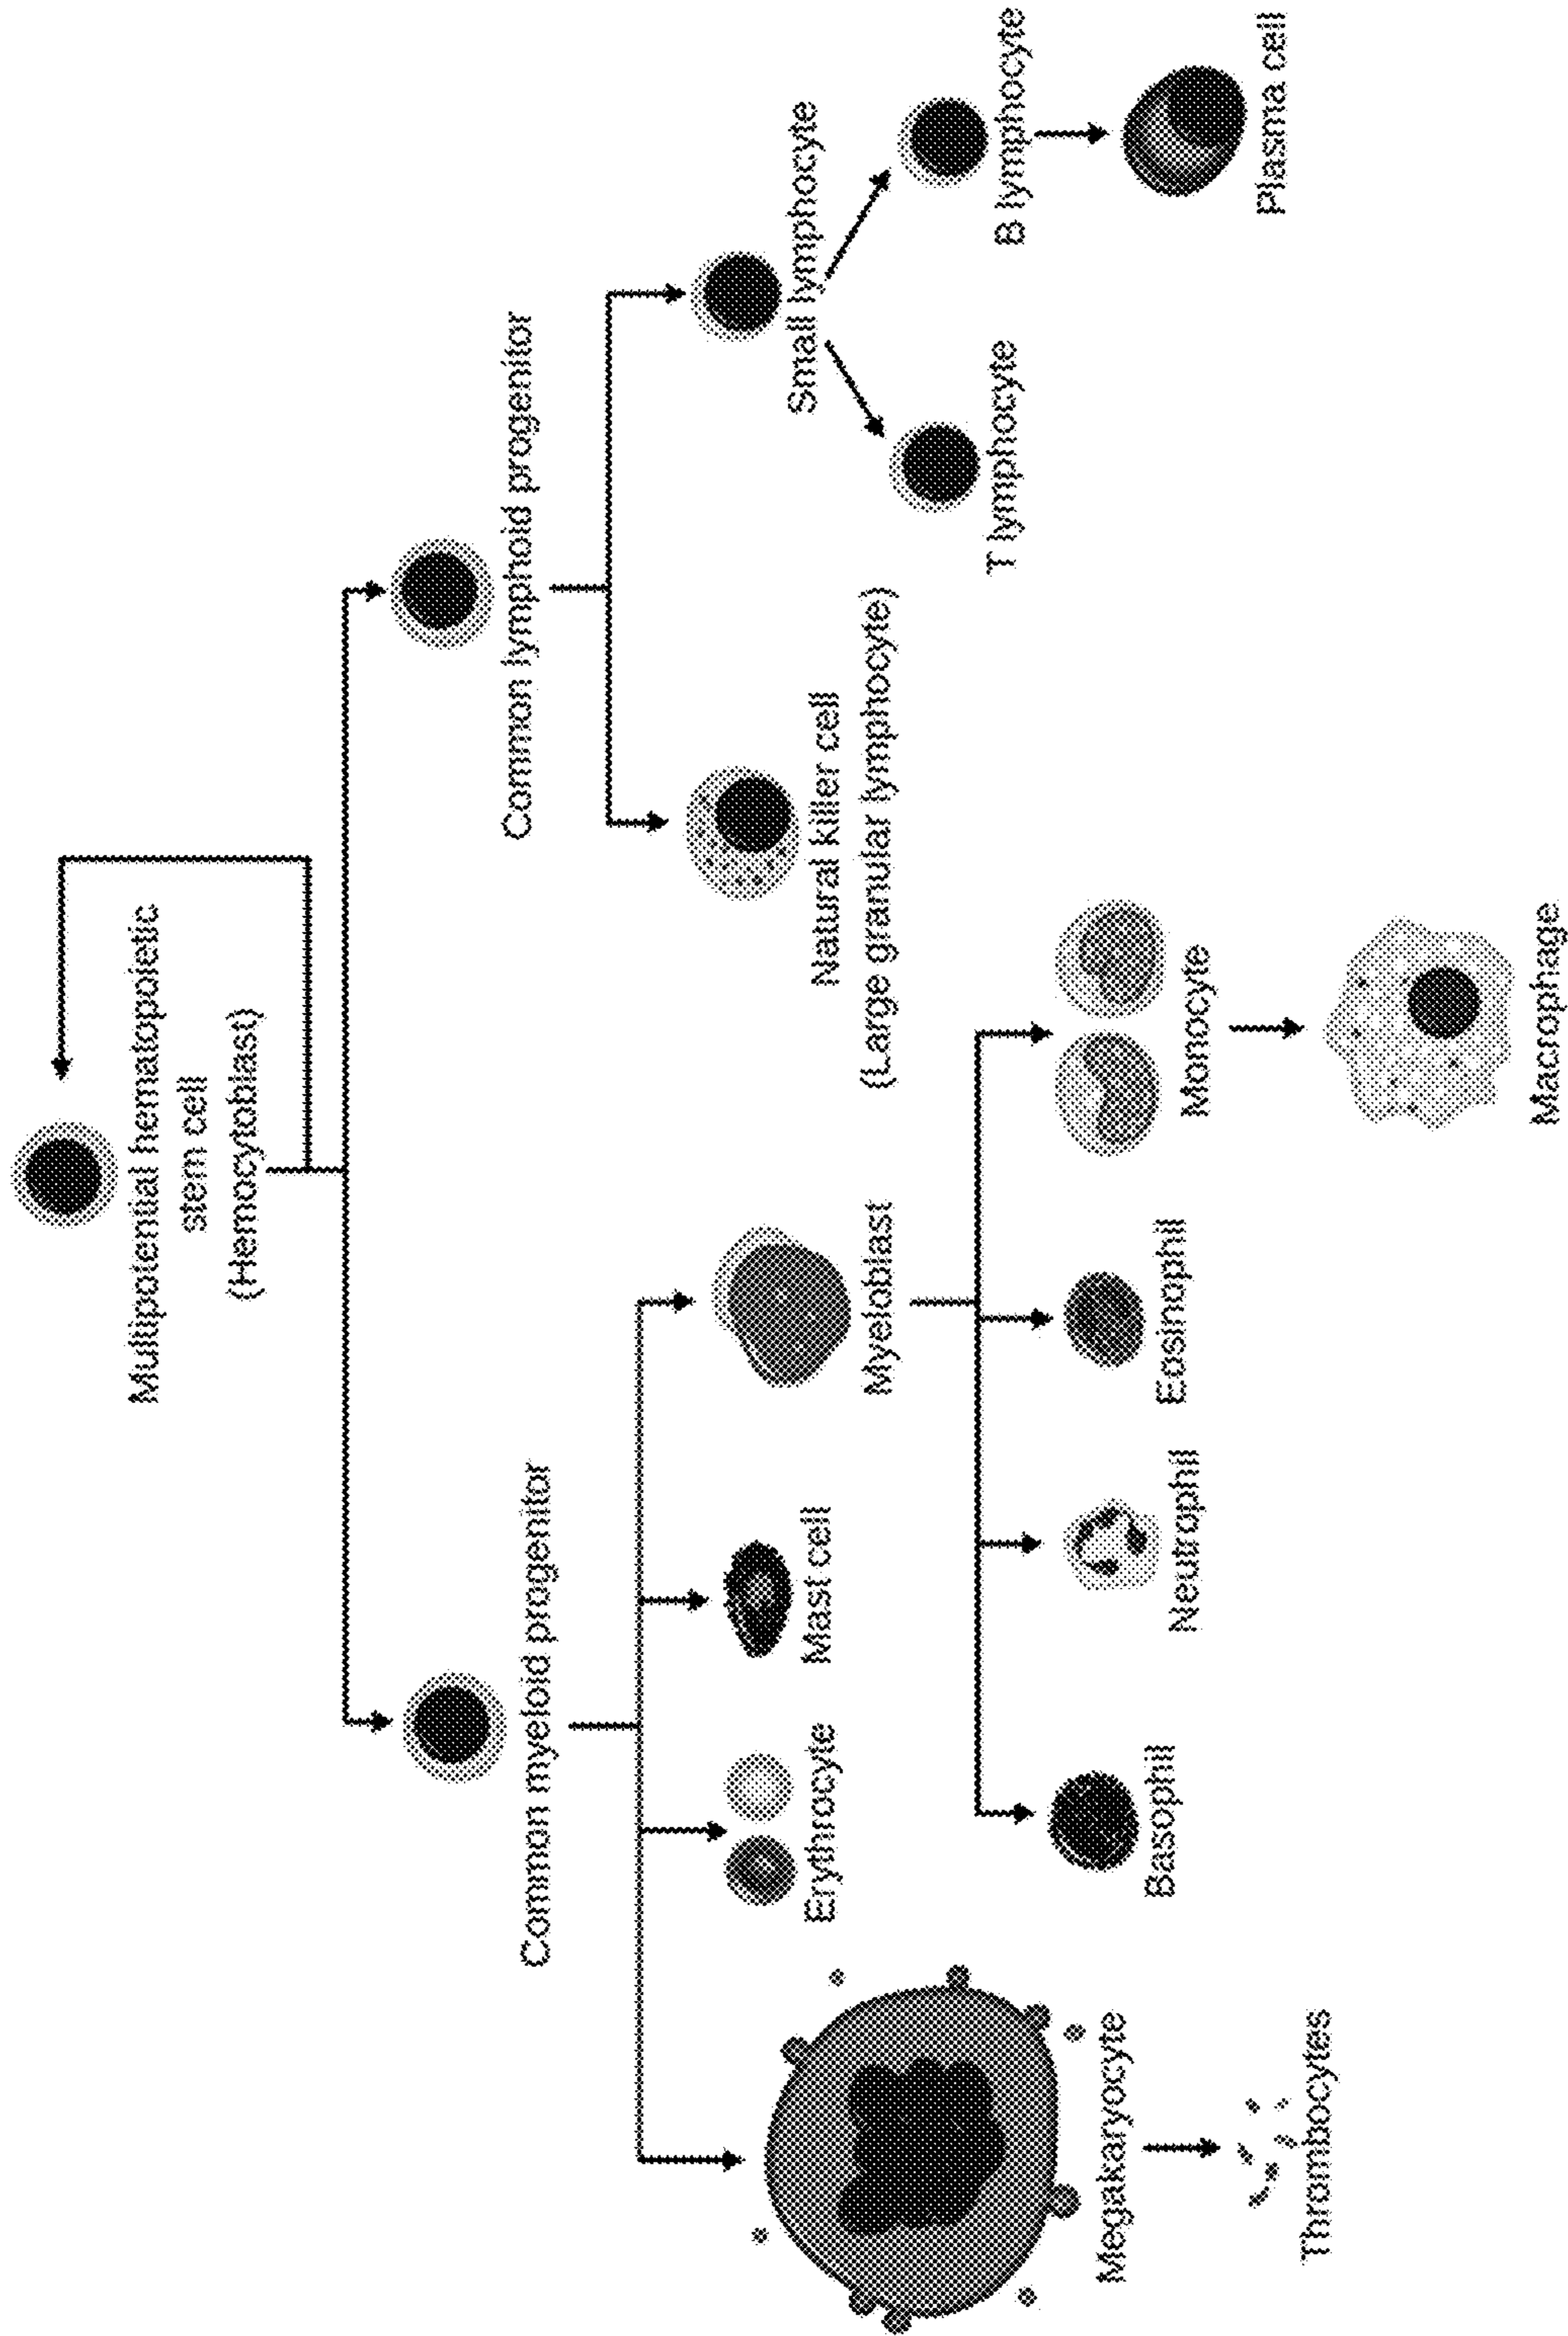 Multipotential hematopoietic
stem cell
(Hemocytoblast)
Common myeloid progenitor
Common lymphoid progenitor
Megakaryocyte
Erythrocyte
Mast cell
Myeloblast
Natural killer cell
(Large granular lymphocyte)
Small lymphocyte
Thrombocytes
Basophil
Neutrophil
Eosinophil
Monocyte
T lymphocyte
B lymphocyte
Macrophage
Plasma cell